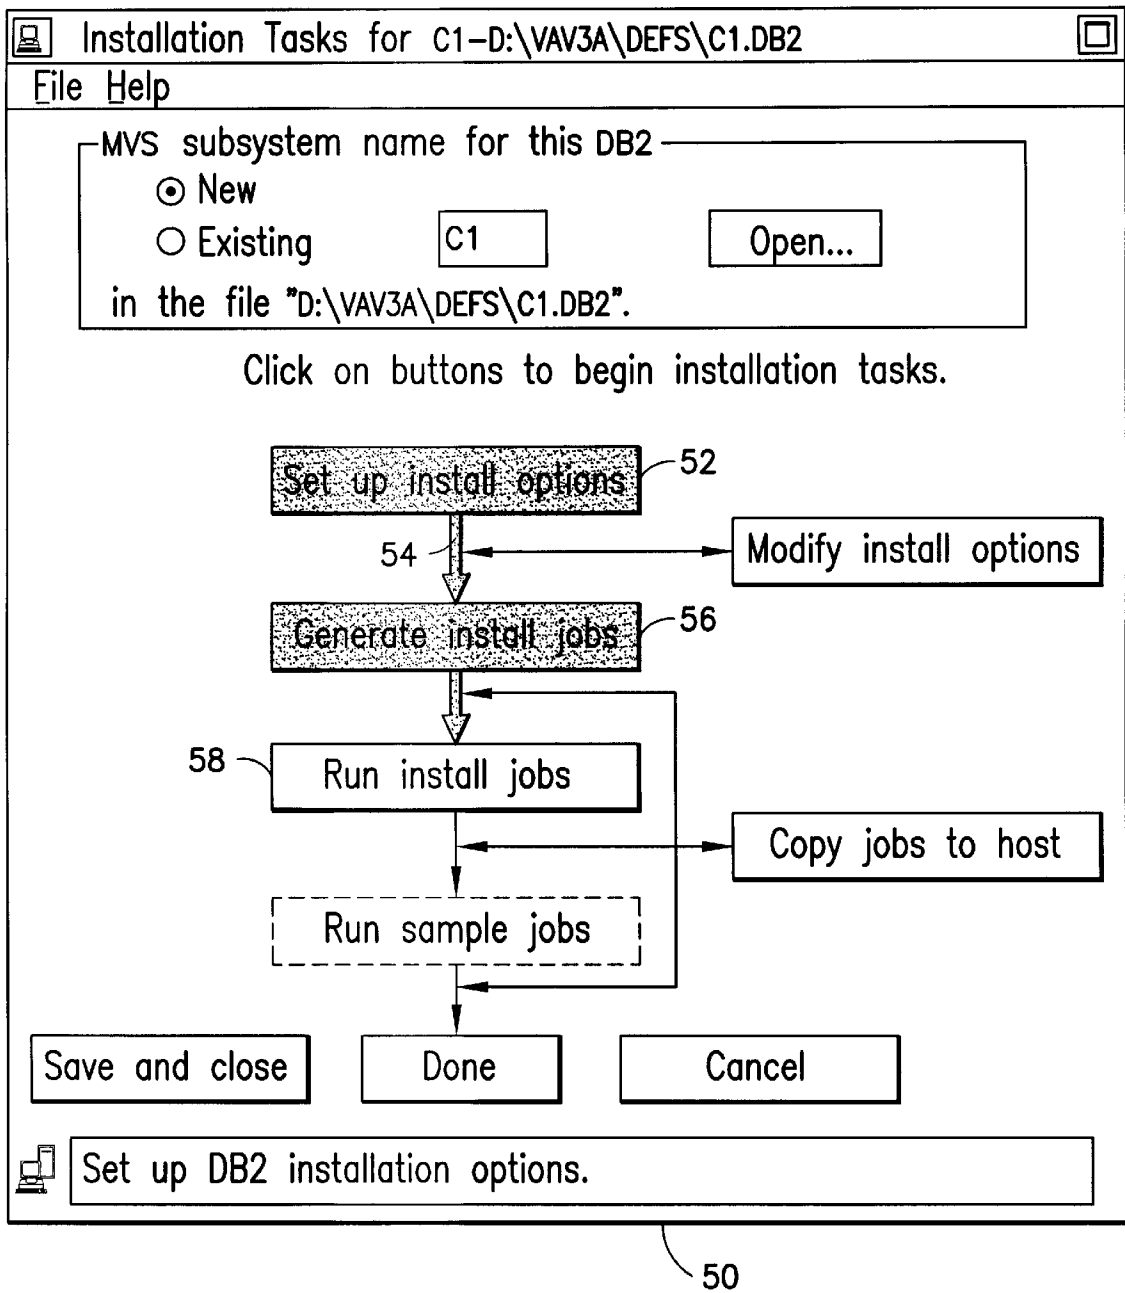 Installation Tasks for C1-D:\VAV3A\DEFS\C1.DB2
File Help
MVS subsystem name for this DB2
New
Existing C1 Open...
in the file "D:\VAV3A\DEFS\C1.DB2".
Click on buttons to begin installation tasks.
Set up install options 52
54 Modify install options
Generate install jobs 56
58 Run install jobs
Copy jobs to host
Run sample jobs
Save and close Done Cancel
Set up DB2 installation options.
50